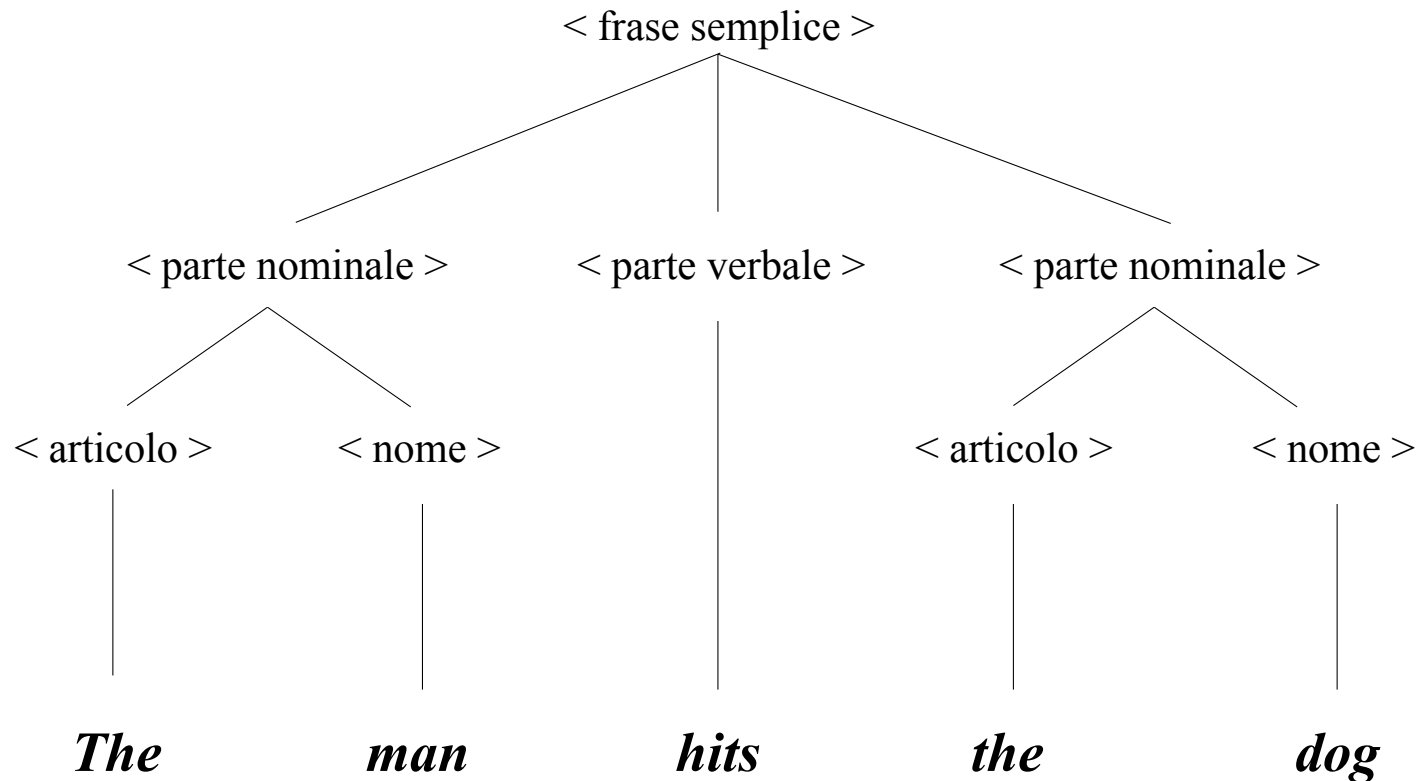 < frase semplice >
< parte nominale > < parte verbale > < parte nominale >
< articolo > < nome > < articolo > < nome >
The man hits the dog